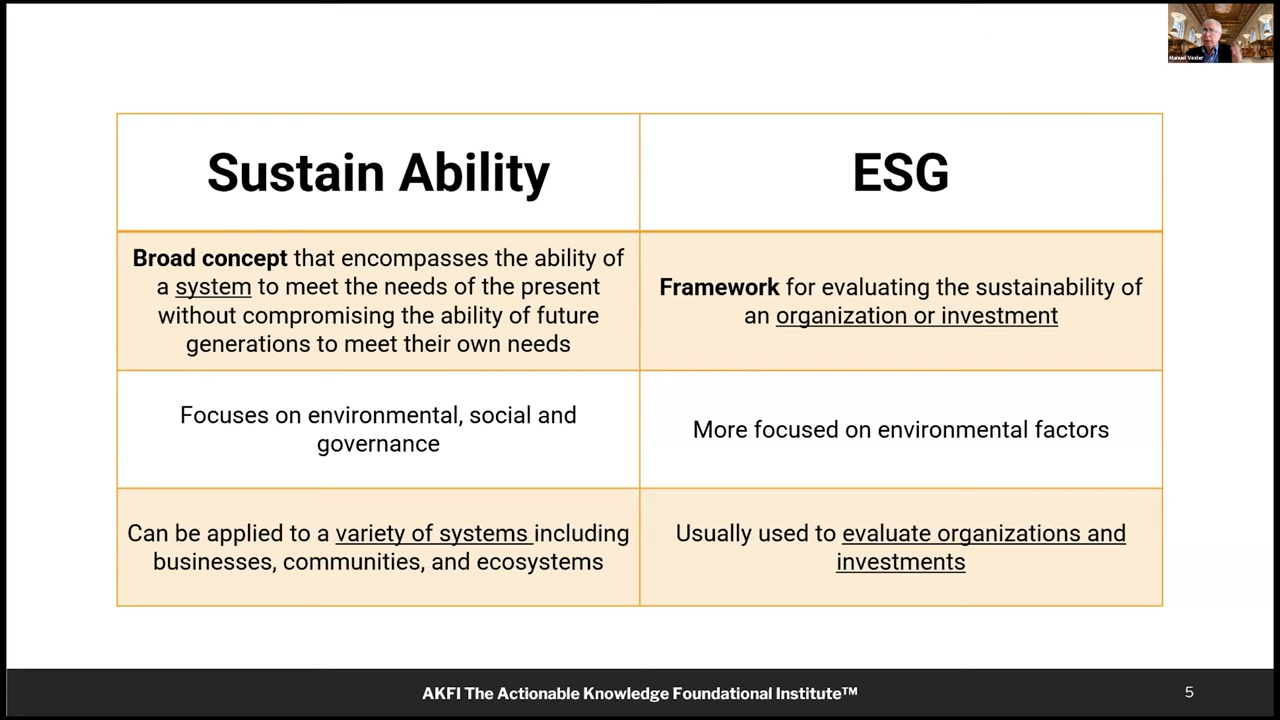 Manuel Vexler
Sustain Ability
ESG
Broad concept that encompasses the ability of
a system to meet the needs of the present
without compromising the ability of future
generations to meet their own needs
Framework for evaluating the sustainability of
an organization or investment
Focuses on environmental, social and
governance
More focused on environmental factors
Can be applied to a variety of systems including
businesses, communities, and ecosystems
Usually used to evaluate organizations and
investments
AKFI The Actionable Knowledge Foundational Institute™
5